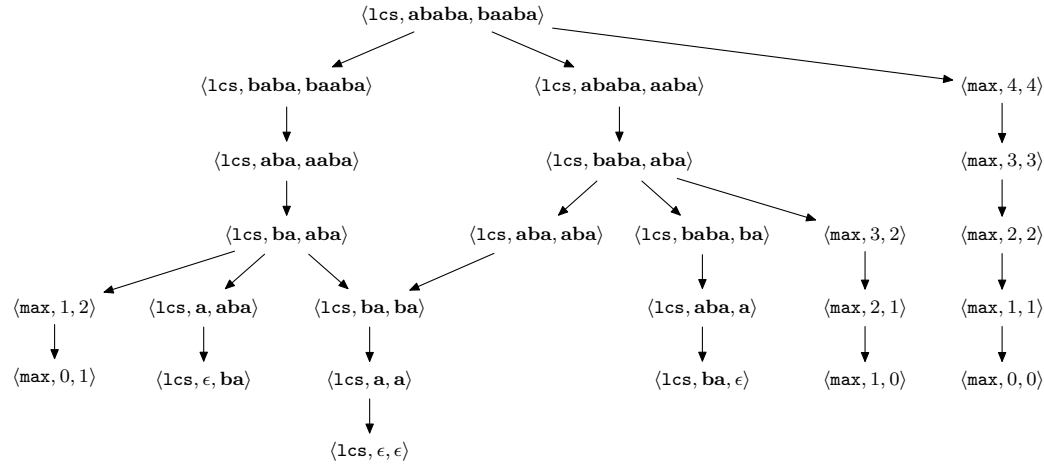 ⟨lcs, ababa, baaba⟩
⟨lcs, baba, baaba⟩ ⟨lcs, ababa, aaba⟩ ⟨max, 4, 4⟩
⟨lcs, aba, aaba⟩ ⟨lcs, baba, aba⟩ ⟨max, 3, 3⟩
⟨lcs, ba, aba⟩ ⟨lcs, aba, aba⟩ ⟨lcs, baba, ba⟩ ⟨max, 3, 2⟩ ⟨max, 2, 2⟩
⟨max, 1, 2⟩ ⟨lcs, a, aba⟩ ⟨lcs, ba, ba⟩ ⟨lcs, aba, a⟩ ⟨max, 2, 1⟩ ⟨max, 1, 1⟩
⟨max, 0, 1⟩ ⟨lcs, ϵ, ba⟩ ⟨lcs, a, a⟩ ⟨lcs, ba, ϵ⟩ ⟨max, 1, 0⟩ ⟨max, 0, 0⟩
⟨lcs, ϵ, ϵ⟩